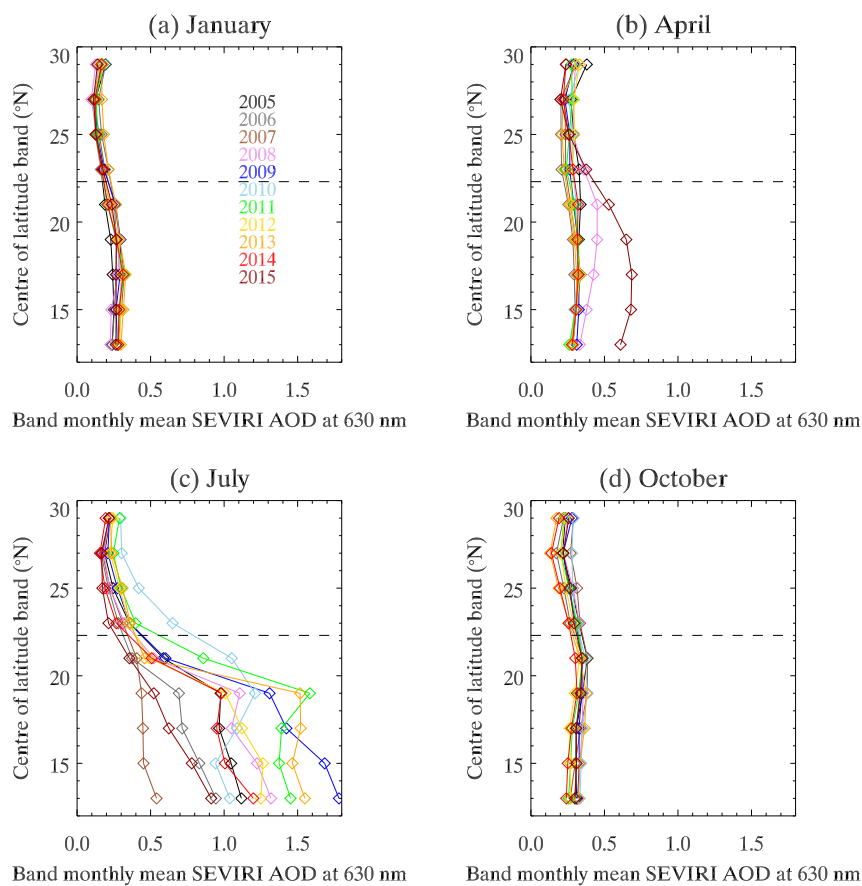 (a) January
(b) April
30
25
20
15
Centre of latitude band (°N)
2005
2006
2007
2008
2009
2010
2011
2012
2013
2014
2015
0.0 0.5 1.0 1.5
Band monthly mean SEVIRI AOD at 630 nm
30
25
20
15
Centre of latitude band (°N)
0.0 0.5 1.0 1.5
Band monthly mean SEVIRI AOD at 630 nm
(c) July
(d) October
30
25
20
15
Centre of latitude band (°N)
0.0 0.5 1.0 1.5
Band monthly mean SEVIRI AOD at 630 nm
30
25
20
15
Centre of latitude band (°N)
0.0 0.5 1.0 1.5
Band monthly mean SEVIRI AOD at 630 nm